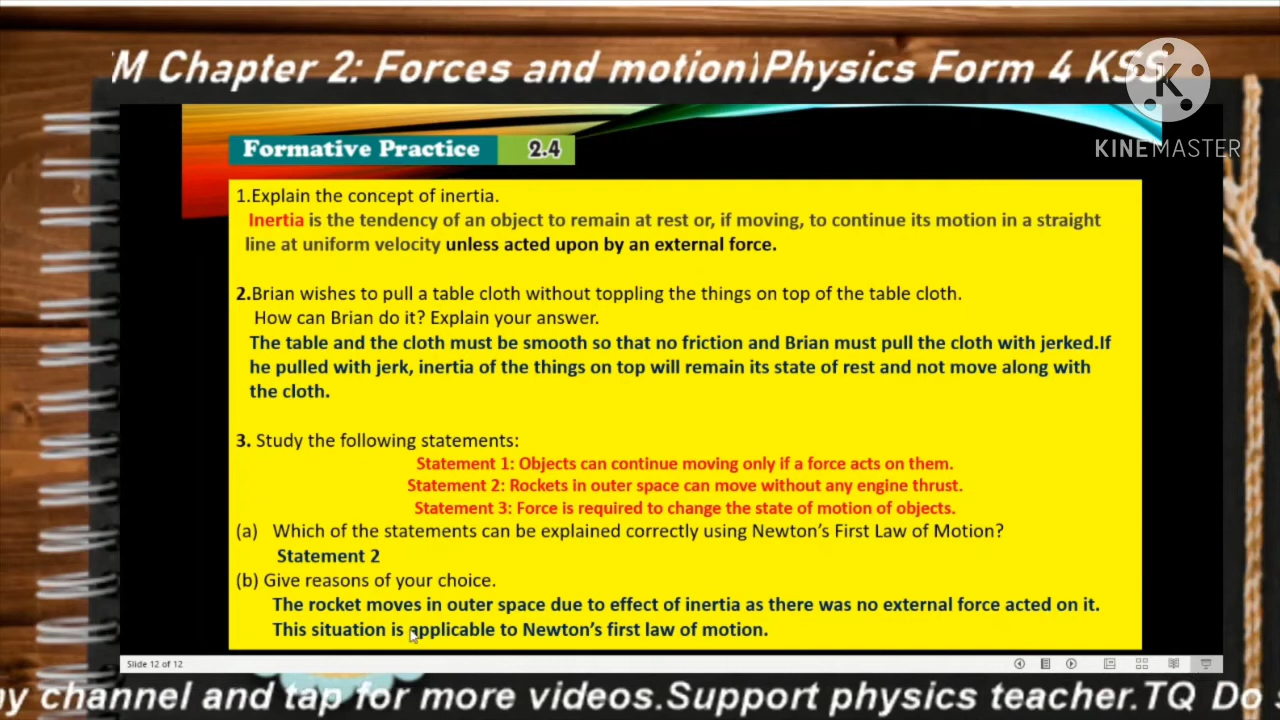 M Chapter 2: Forces and motion)Physics Form 4 KSS
KINEMASTER
Formative Practice 2.4
1.Explain the concept of inertia.
Inertia is the tendency of an object to remain at rest or, if moving, to continue its motion in a straight
line at uniform velocity unless acted upon by an external force.
2.Brian wishes to pull a table cloth without toppling the things on top of the table cloth.
How can Brian do it? Explain your answer.
The table and the cloth must be smooth so that no friction and Brian must pull the cloth with jerked.If
he pulled with jerk, inertia of the things on top will remain its state of rest and not move along with
the cloth.
3. Study the following statements:
Statement 1: Objects can continue moving only if a force acts on them.
Statement 2: Rockets in outer space can move without any engine thrust.
Statement 3: Force is required to change the state of motion of objects.
(a) Which of the statements can be explained correctly using Newton's First Law of Motion?
Statement 2
(b) Give reasons of your choice.
The rocket moves in outer space due to effect of inertia as there was no external force acted on it.
This situation is applicable to Newton's first law of motion.
Slide 12 of 12
y channel and tap for more videos.Support physics teacher.TQ Do s